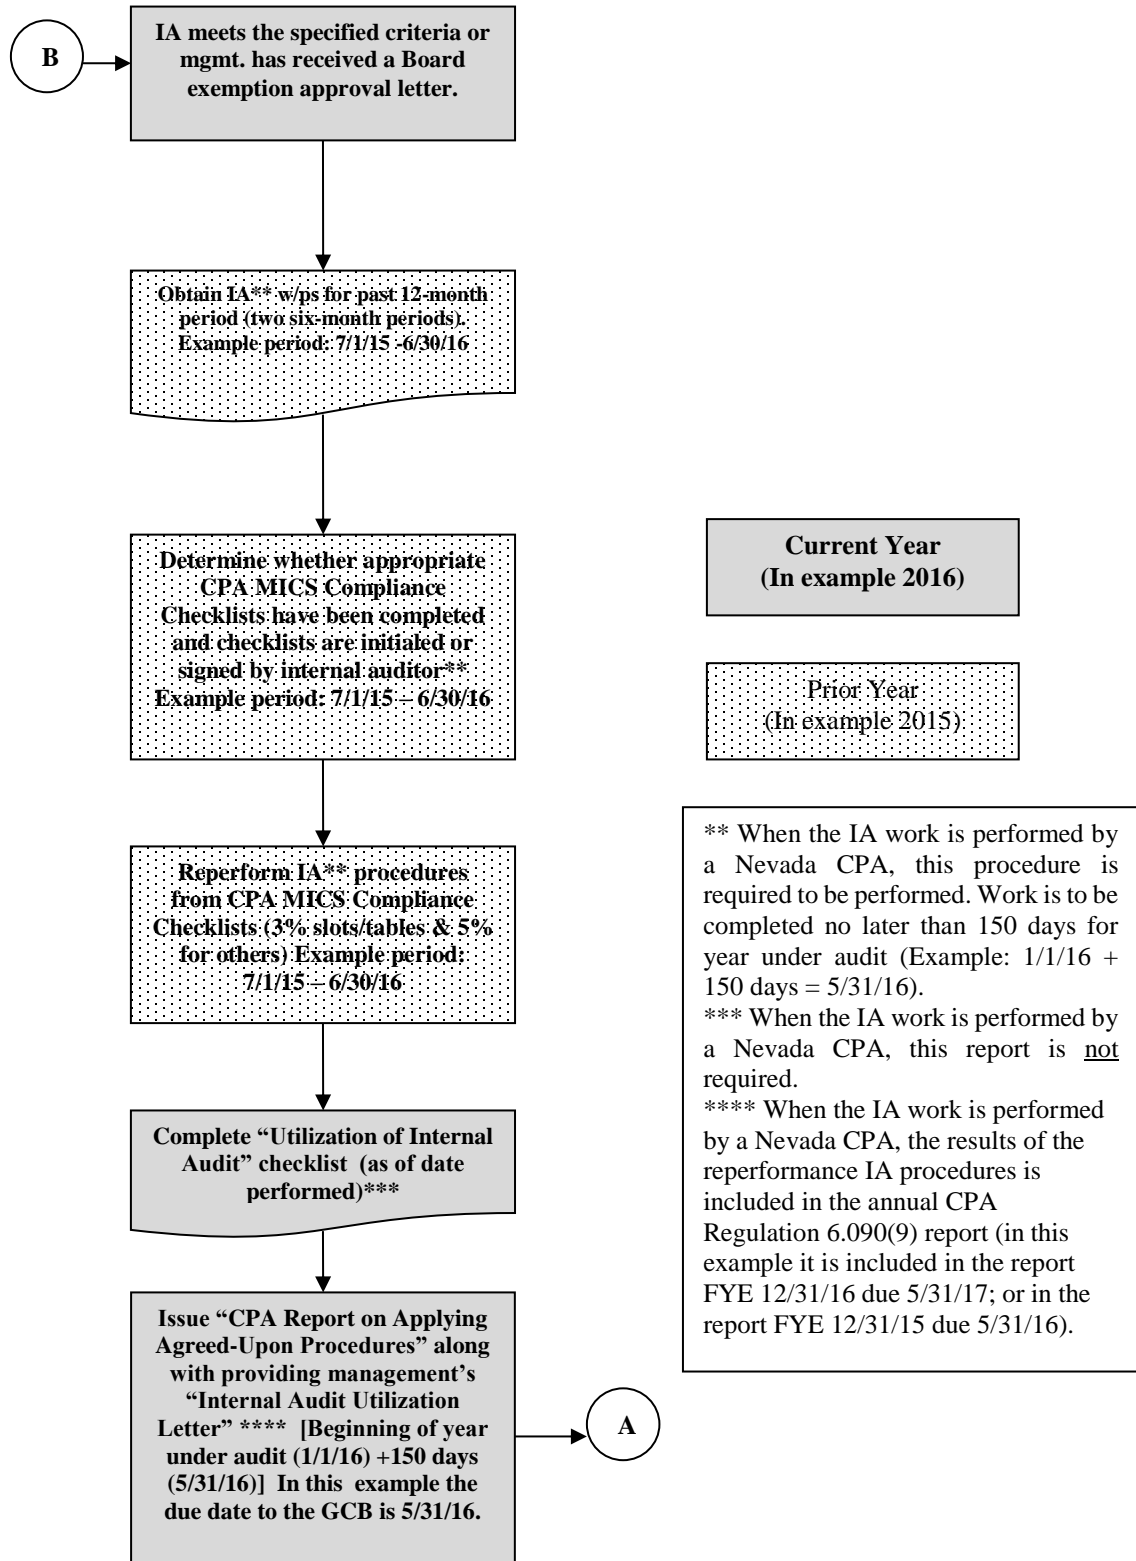 B
IA meets the specified criteria or
mgmt. has received a Board
exemption approval letter.
Obtain IA** w/ps for past 12-month
period (two six-month periods).
Example period: 7/1/15 -6/30/16
Determine whether appropriate
CPA MICS Compliance
Checklists have been completed
and checklists are initialed or
signed by internal auditor**
Example period: 7/1/15 – 6/30/16
Reperform IA** procedures
from CPA MICS Compliance
Checklists (3% slots/tables & 5%
for others) Example period:
7/1/15 – 6/30/16
Complete “Utilization of Internal
Audit” checklist (as of date
performed)***
Issue “CPA Report on Applying
Agreed-Upon Procedures” along
with providing management’s
“Internal Audit Utilization
Letter” **** [Beginning of year
under audit (1/1/16) +150 days
(5/31/16)] In this example the
due date to the GCB is 5/31/16.
A
Current Year
(In example 2016)
Prior Year
(In example 2015)
** When the IA work is performed by
a Nevada CPA, this procedure is
required to be performed. Work is to be
completed no later than 150 days for
year under audit (Example: 1/1/16 +
150 days = 5/31/16).
*** When the IA work is performed by
a Nevada CPA, this report is not
required.
**** When the IA work is performed
by a Nevada CPA, the results of the
reperformance IA procedures is
included in the annual CPA
Regulation 6.090(9) report (in this
example it is included in the report
FYE 12/31/16 due 5/31/17; or in the
report FYE 12/31/15 due 5/31/16).